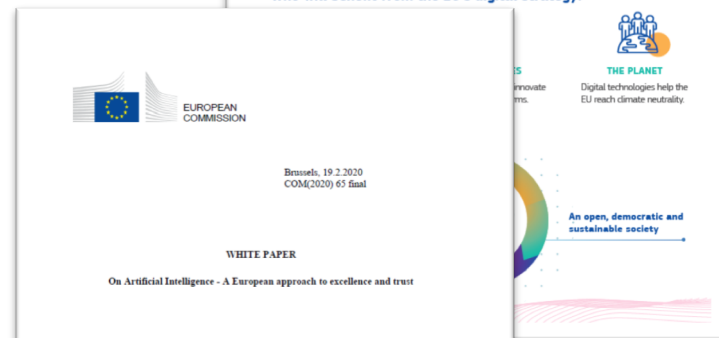 EUROPEAN
COMMISSION
Brussels, 19.2.2020
COM(2020) 65 final
WHITE PAPER
On Artificial Intelligence - A European approach to excellence and trust
THE PLANET
innovate
Digital technologies help the
EU reach climate neutrality.
An open, democratic and
sustainable society